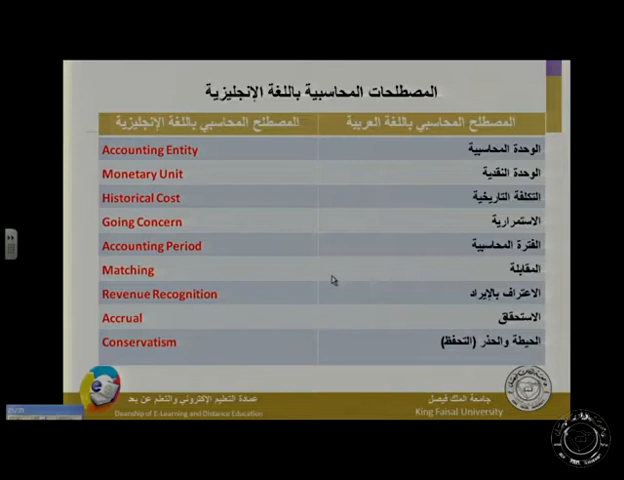 المصطلحات المحاسبية باللغة الإنجليزية
المصطلح المحاسبي باللغة العربية المصطلح المحاسبي باللغة الإنجليزية
الوحدة المحاسبية Accounting Entity
الوحدة النقدية Monetary Unit
التكلفة التاريخية Historical Cost
الاستمرارية Going Concern
الفترة المحاسبية Accounting Period
المقابلة Matching
الاعتراف بالإيراد Revenue Recognition
الاستحقاق Accrual
الحيطة والحذر (التحفظ) Conservatism
جامعة الملك فيصل عمادة التعليم الإلكتروني والتعلم عن بعد
King Faisal University Deanship of E-Learning and Distance Education